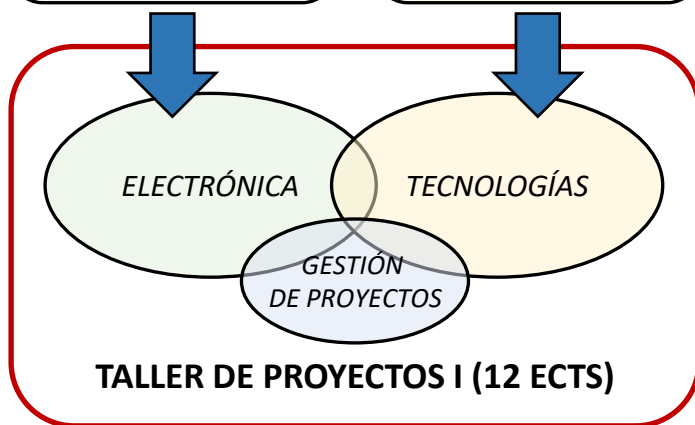 ELECTRÓNICA
TECNOLOGÍAS
GESTIÓN
DE PROYECTOS
TALLER DE PROYECTOS I (12 ECTS)